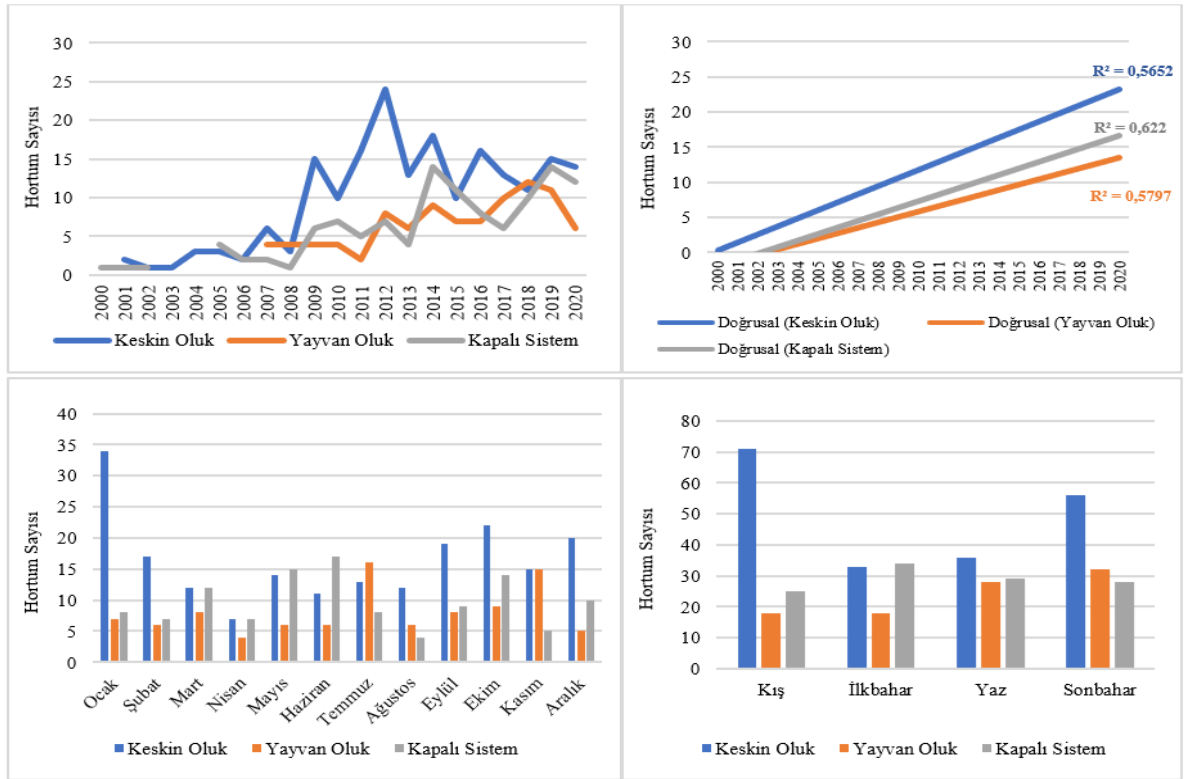 Hortum Sayısı
30
25
20
15
10
5
0
2000 2001 2002 2003 2004 2005 2006 2007 2008 2009 2010 2011 2012 2013 2014 2015 2016 2017 2018 2019 2020
Keskin Oluk Yayvan Oluk Kapalı Sistem
Hortum Sayısı
30
25
20
15
10
5
0
R² = 0,5652
R² = 0,622
R² = 0,5797
2000 2001 2002 2003 2004 2005 2006 2007 2008 2009 2010 2011 2012 2013 2014 2015 2016 2017 2018 2019 2020
Doğrusal (Keskin Oluk) Doğrusal (Yayvan Oluk)
Doğrusal (Kapalı Sistem)
Hortum Sayısı
40
35
30
25
20
15
10
5
0
Ocak Şubat Mart Nisan Mayıs Haziran Temmuz Ağustos Eylül Ekim Kasım Aralık
Keskin Oluk Yayvan Oluk Kapalı Sistem
Hortum Sayısı
80
70
60
50
40
30
20
10
0
Kış İlkbahar Yaz Sonbahar
Keskin Oluk Yayvan Oluk Kapalı Sistem